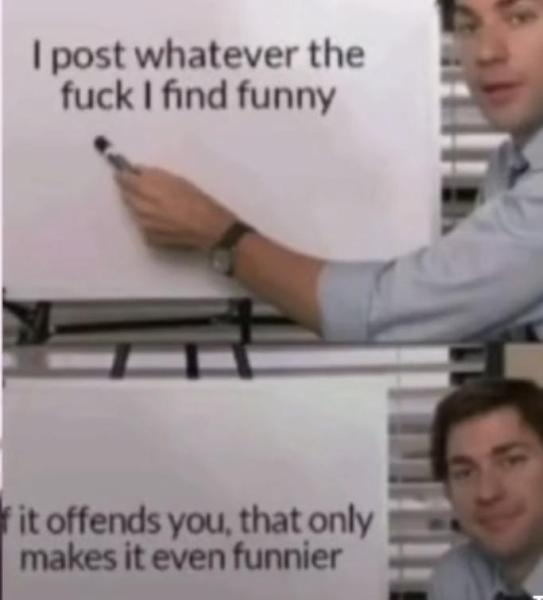 I post whatever the
fuck I find funny
f it offends you, that only
makes it even funnier